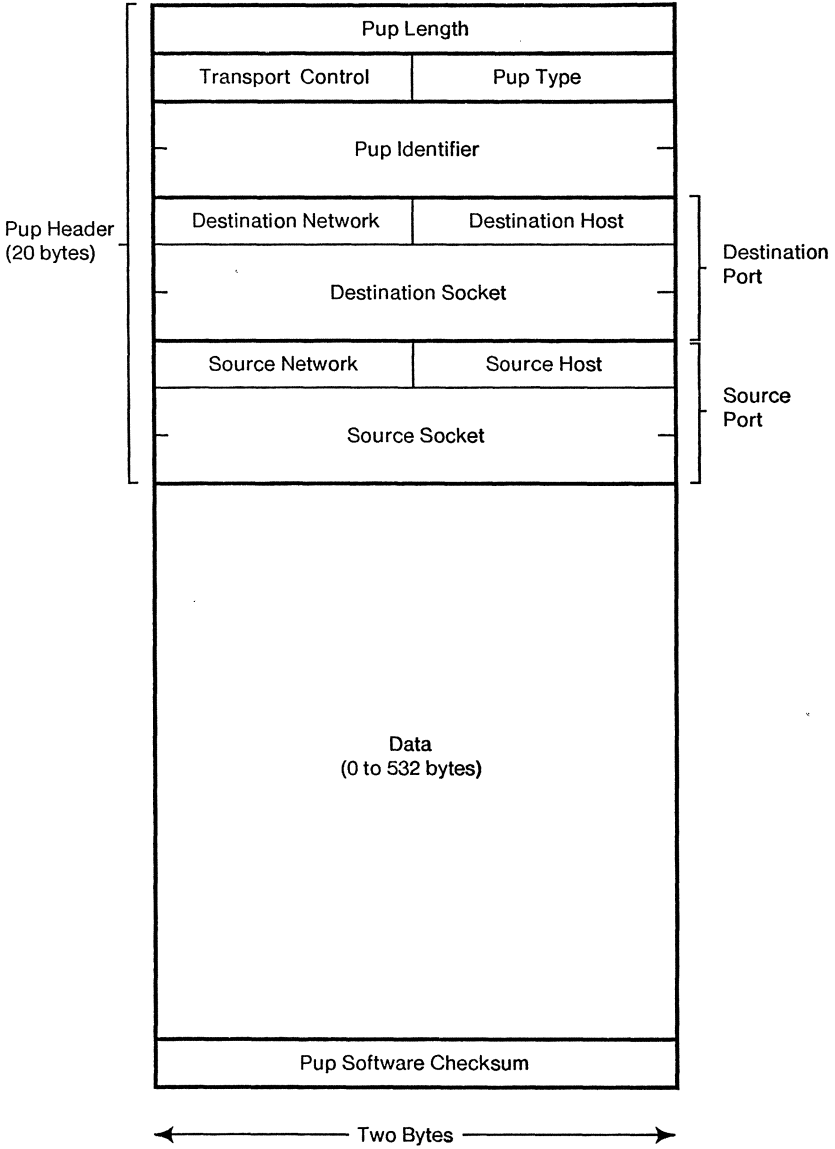 Pup Length
Transport Control
Pup Type
Pup Identifier
Pup Header
(20 bytes)
Destination Network
Destination Host
Destination Socket
Destination
Port
Source Network
Source Host
Source Socket
Source
Port
Data
(0 to 532 bytes)
Pup Software Checksum
Two Bytes